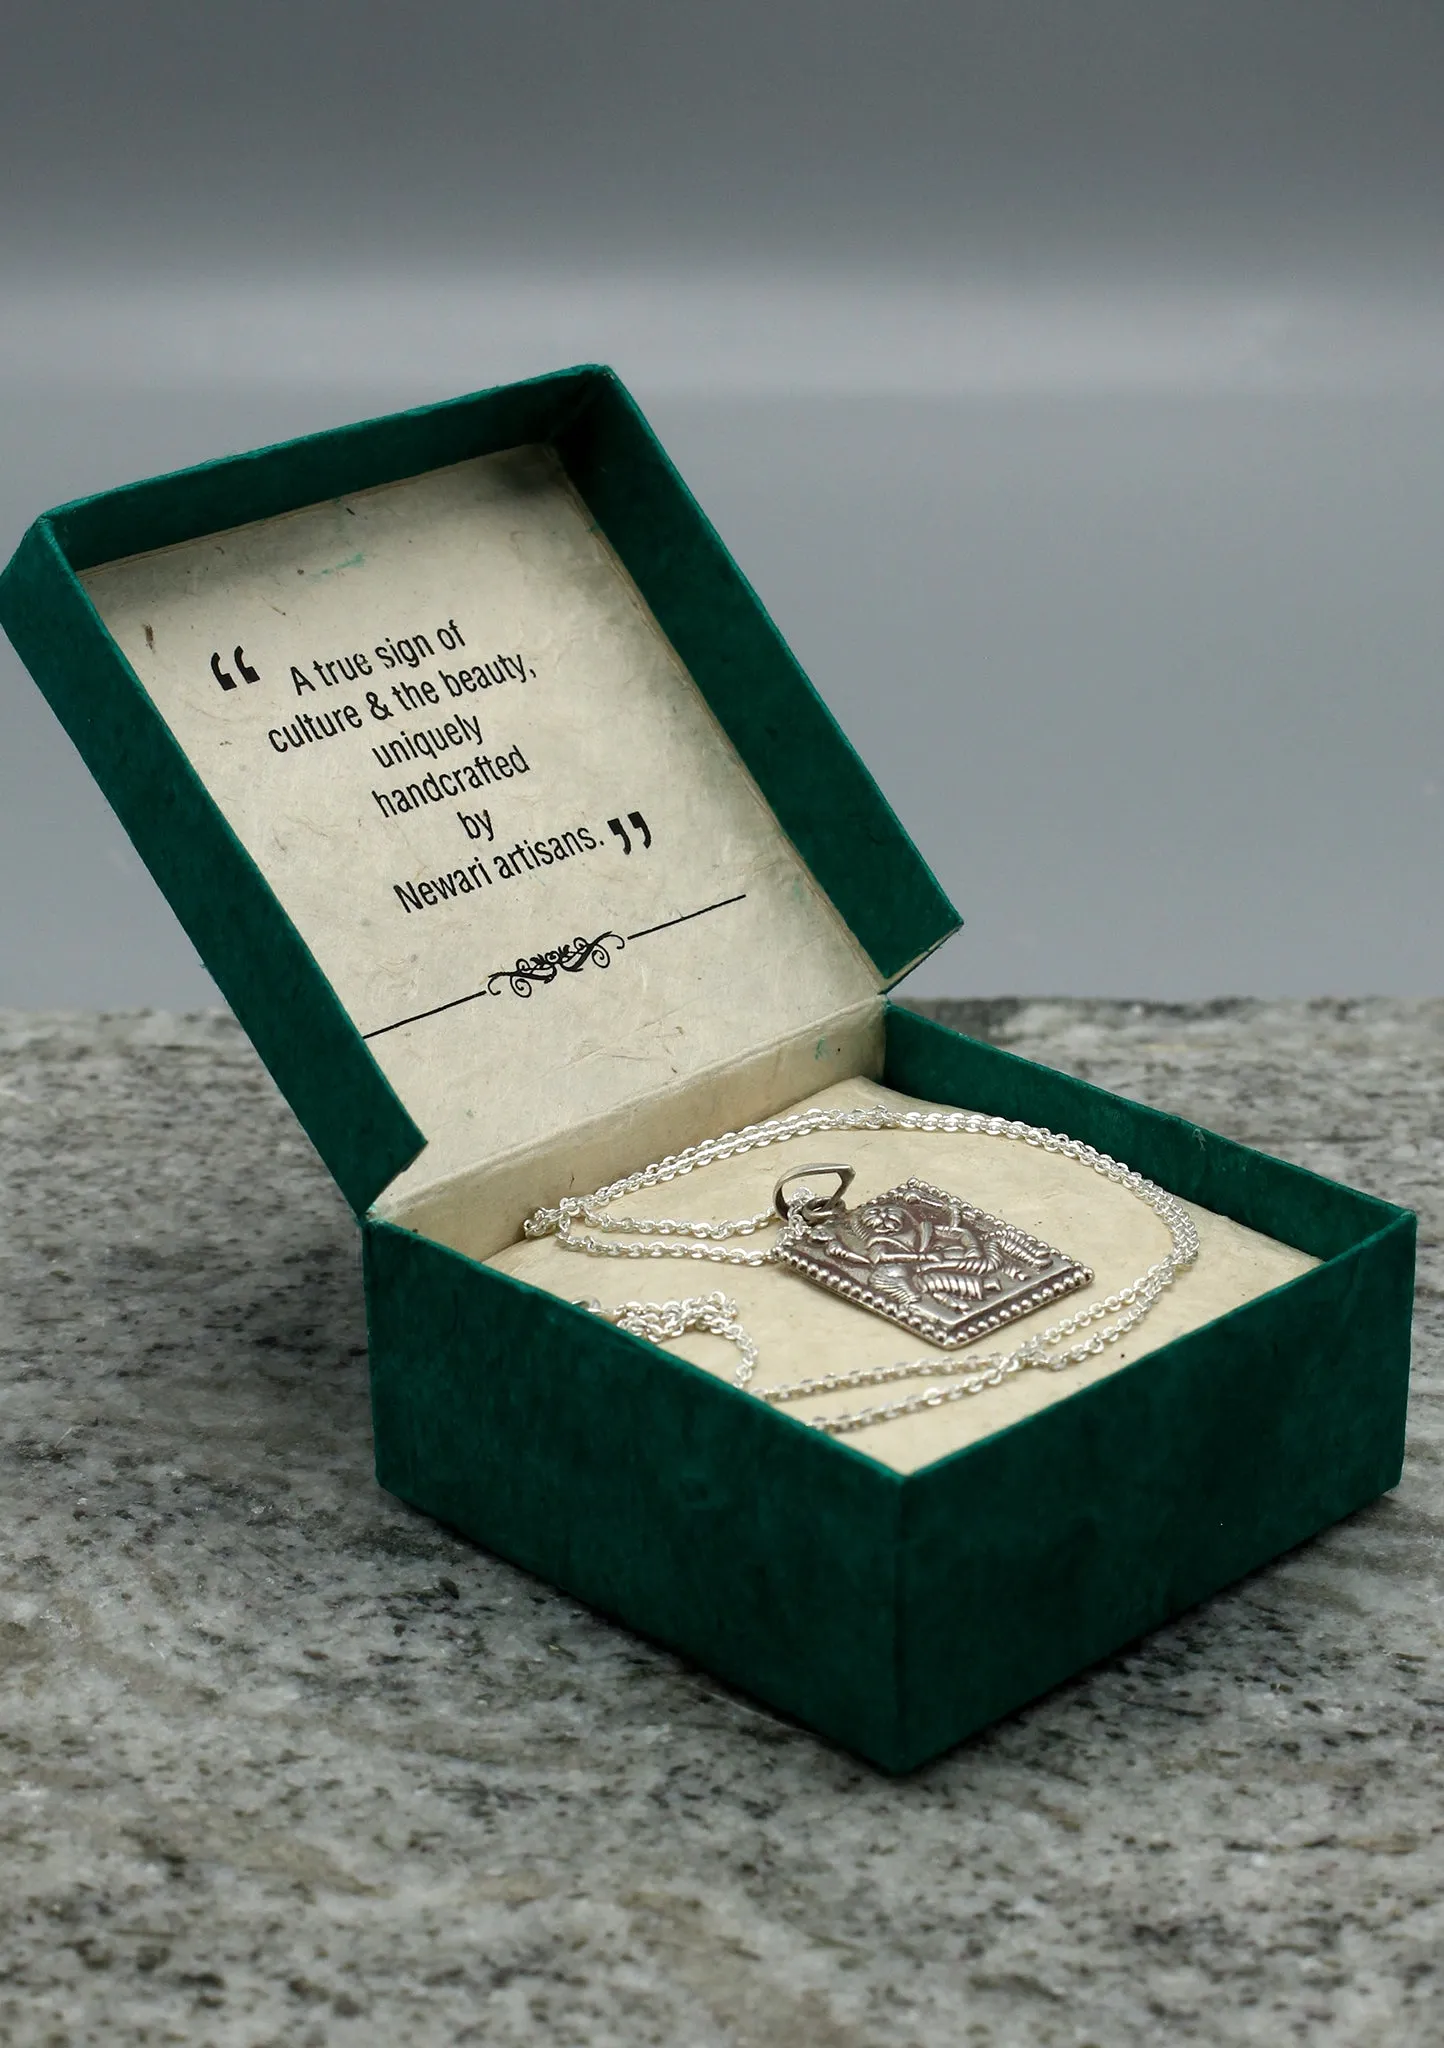 “ A true sign of
culture & the beauty,
uniquely
handcrafted
by
Newari artisans. ”